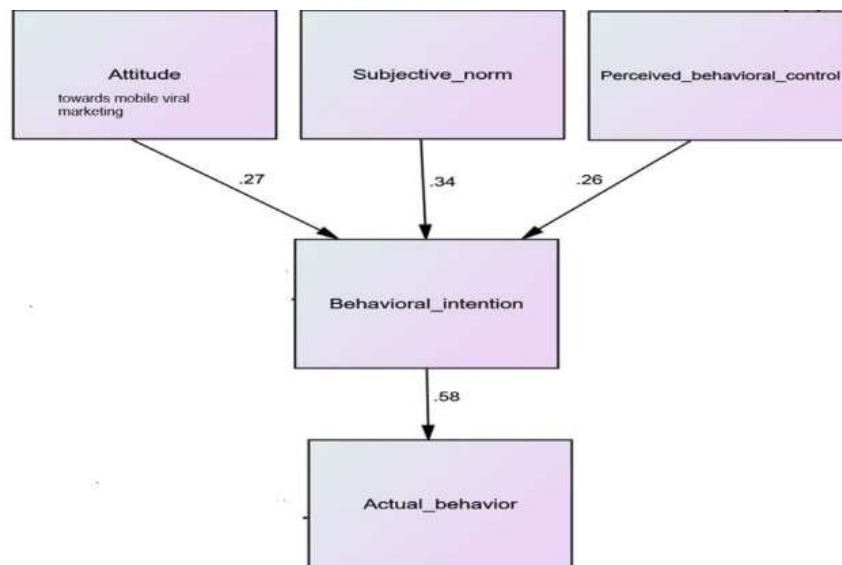 Attitude
towards mobile viral
marketing
Subjective_norm
Perceived_behavioral_control
.27
.34
.26
Behavioral_intention
.58
Actual_behavior